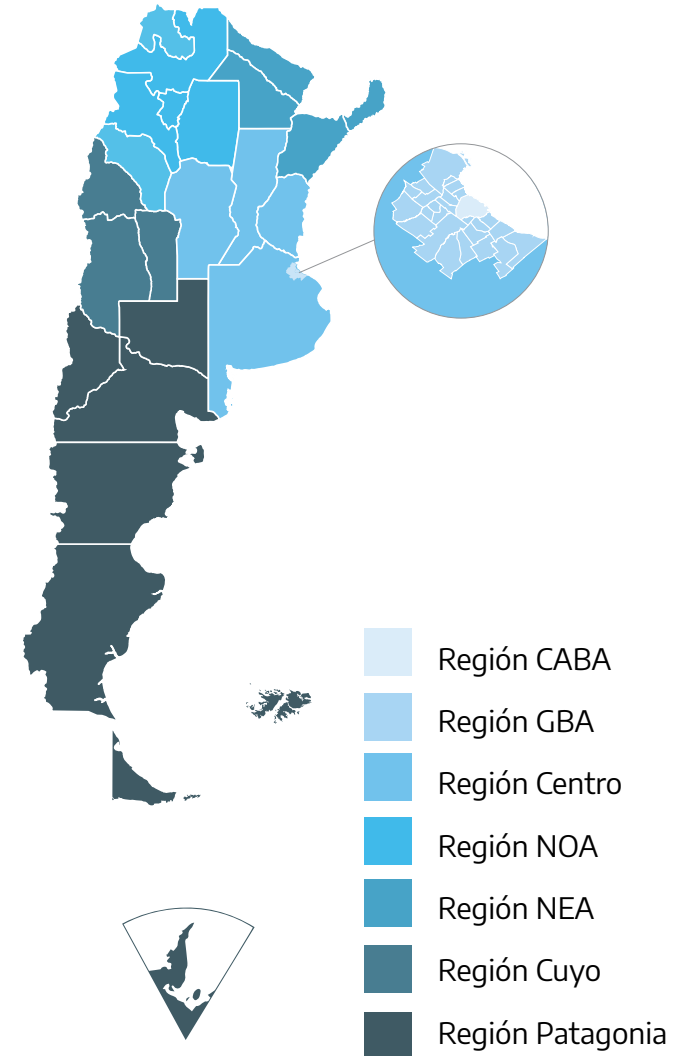 Región CABA
Región GBA
Región Centro
Región NOA
Región NEA
Región Cuyo
Región Patagonia